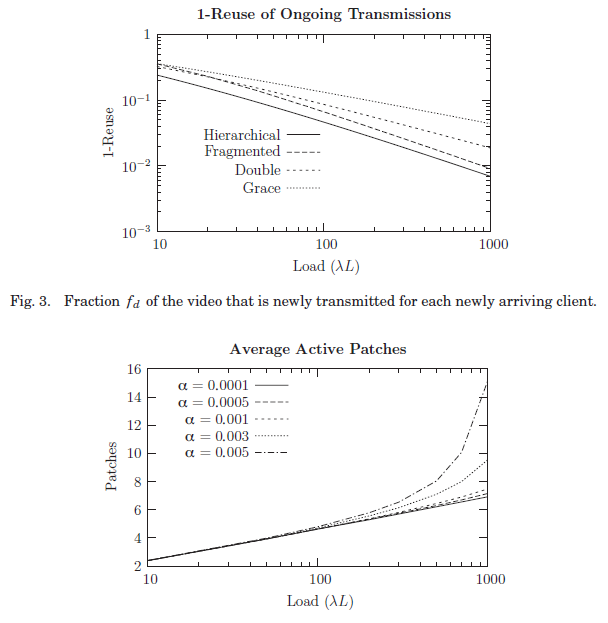 1-Reuse of Ongoing Transmissions
1
10⁻¹
10⁻²
10⁻³
1-Reuse
Hierarchical
Fragmented
Double
Grace
10 100 1000
Load (λL)
Fig. 3. Fraction f_d of the video that is newly transmitted for each newly arriving client.
Average Active Patches
16
14
12
10
8
6
4
2
Patches
α = 0.0001
α = 0.0005
α = 0.001
α = 0.003
α = 0.005
10 100 1000
Load (λL)